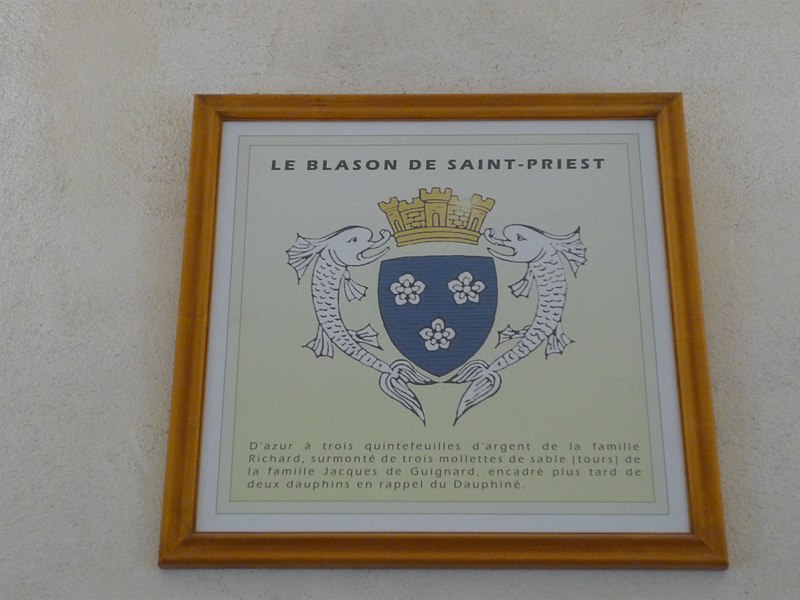 LE BLASON DE SAINT-PRIEST
D'azur à trois quintefeuilles d'argent de la famille
Richard, surmonté de trois mollettes de sable (tours) de
la famille Jacques de Guignard, encadré plus tard de
deux dauphins en rappel du Dauphiné.